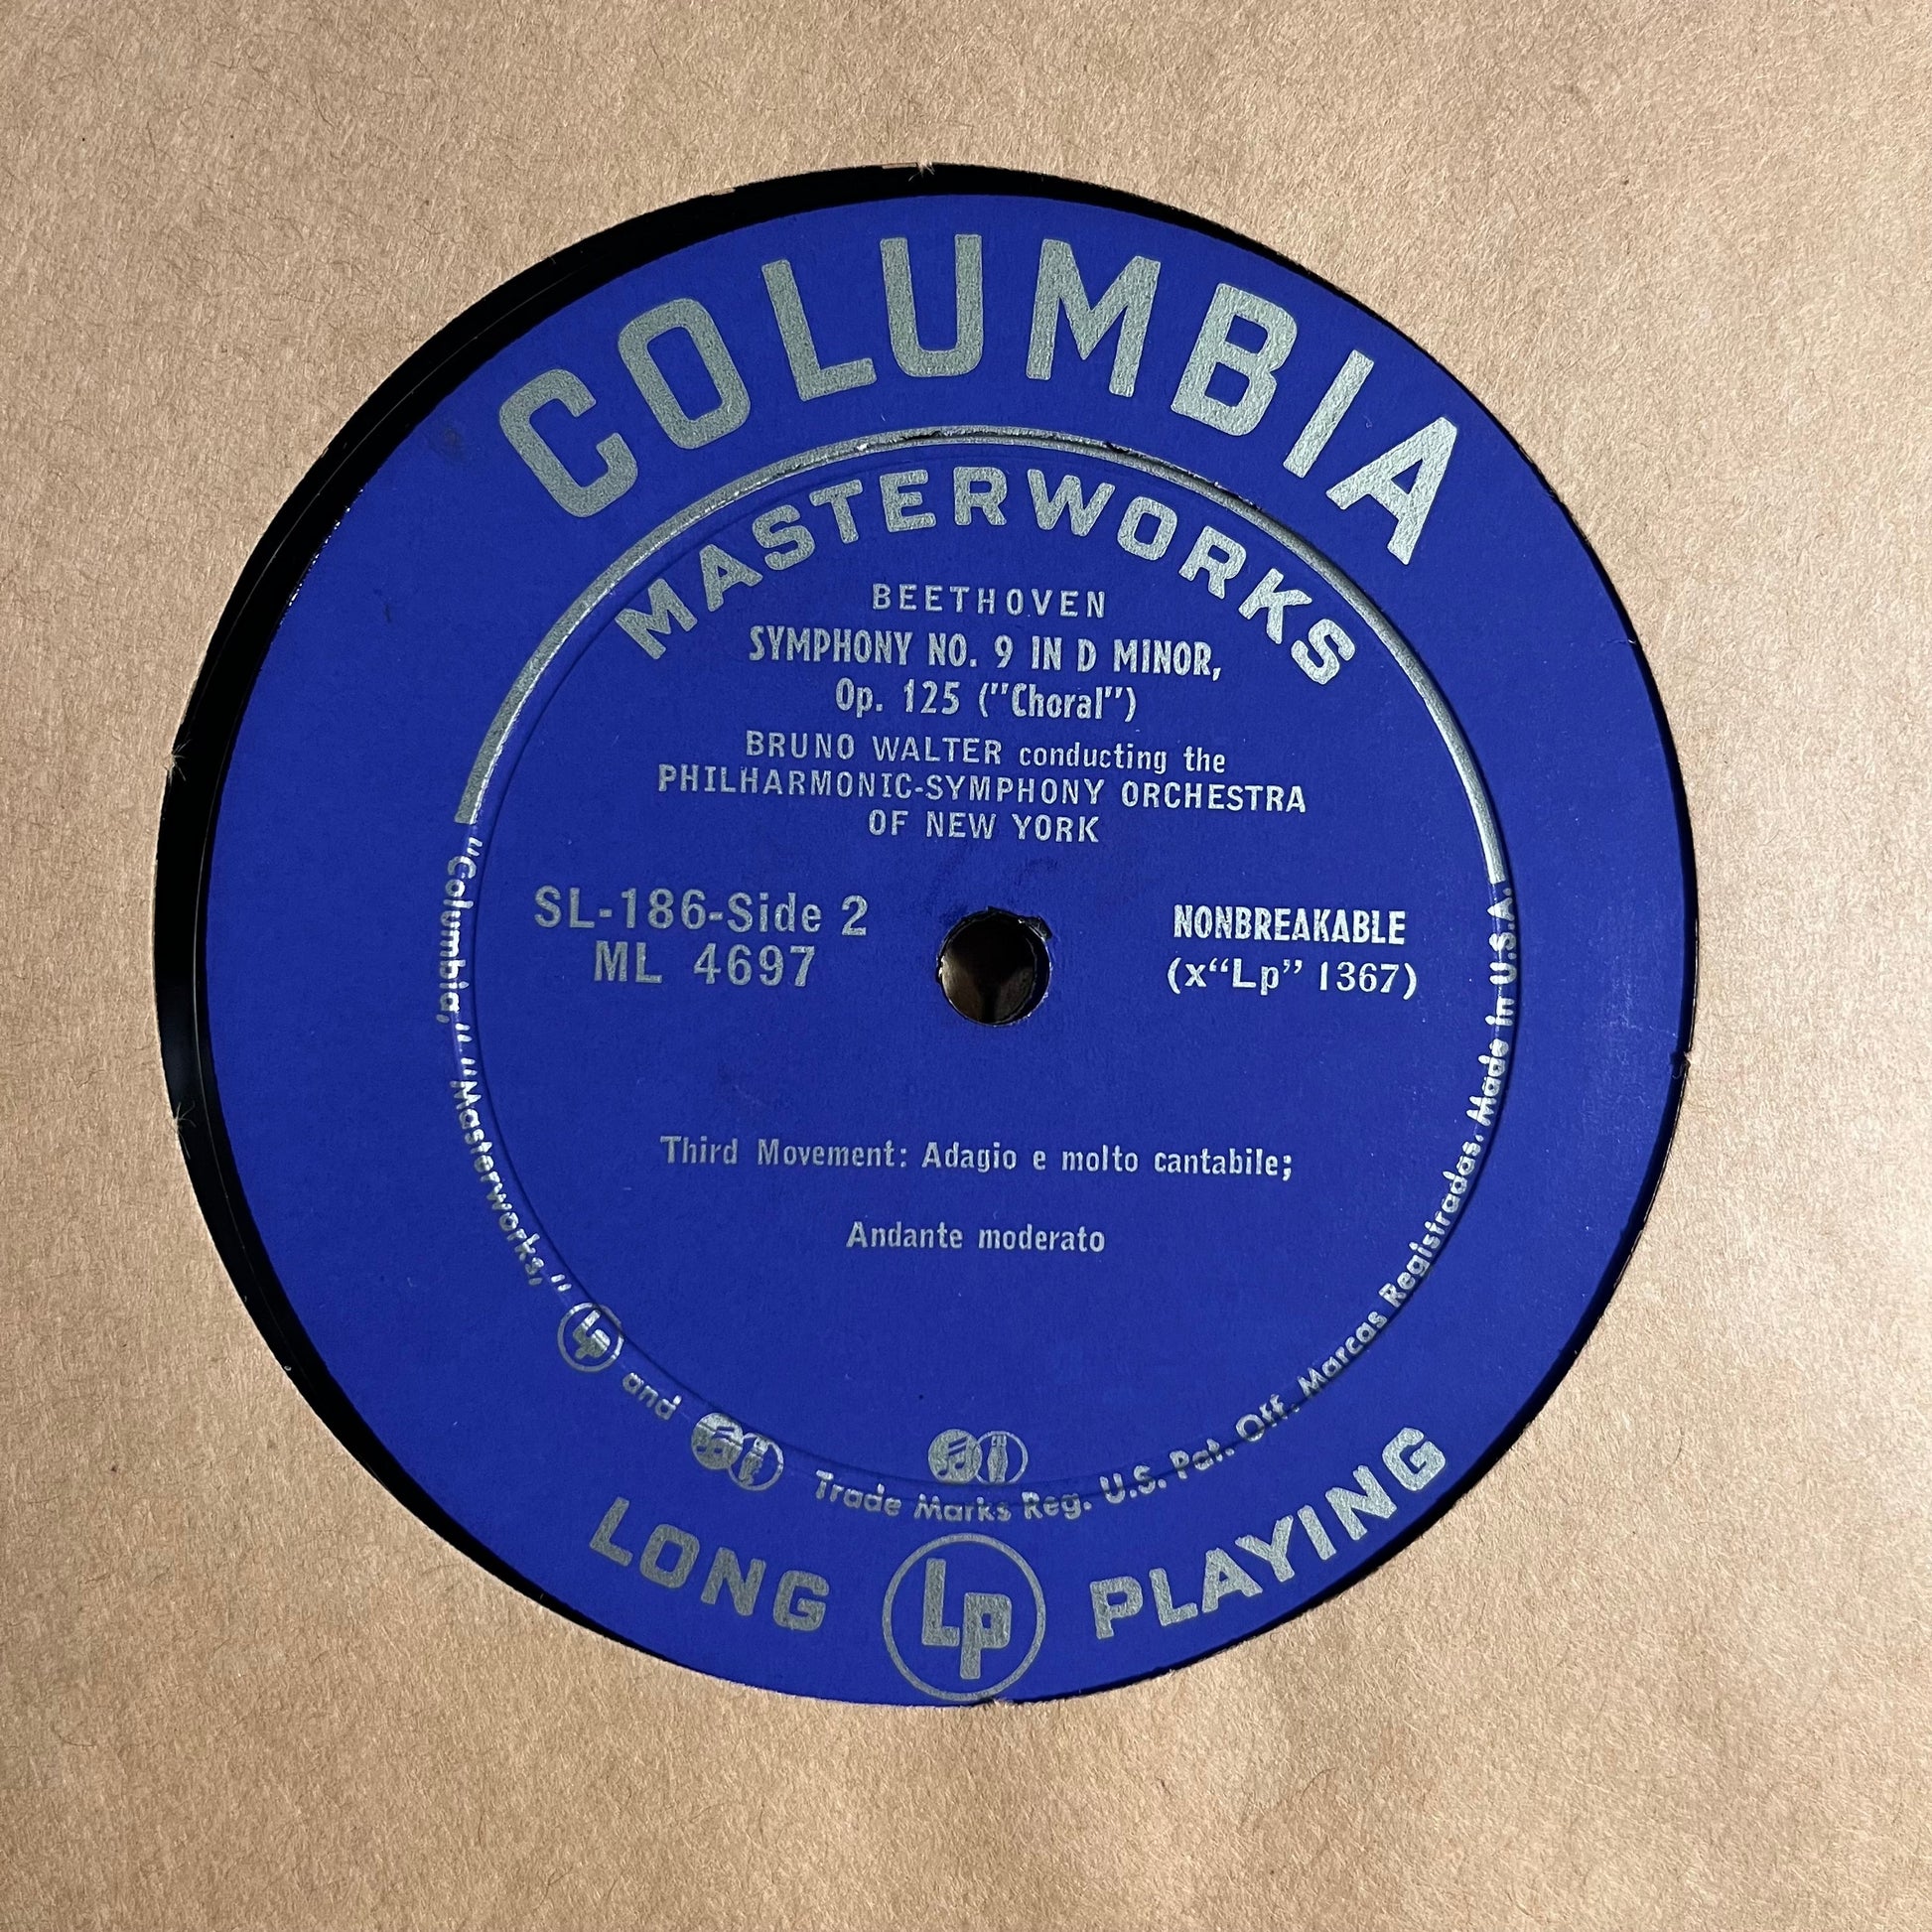 COLUMBIA
MASTERWORKS
BEETHOVEN
SYMPHONY NO. 9 IN D MINOR,
Op. 125 ("Choral")
BRUNO WALTER conducting the
PHILHARMONIC-SYMPHONY ORCHESTRA
OF NEW YORK
SL-186-Side 2
ML 4697
NONBREAKABLE
(x“Lp” 1367)
Third Movement: Adagio e molto cantabile;
Andante moderato
"Columbia," "Masterworks," Lp and Trade Marks Reg. U.S. Pat. Off. Marcas Registradas. Made in U.S.A.
LONG Lp PLAYING